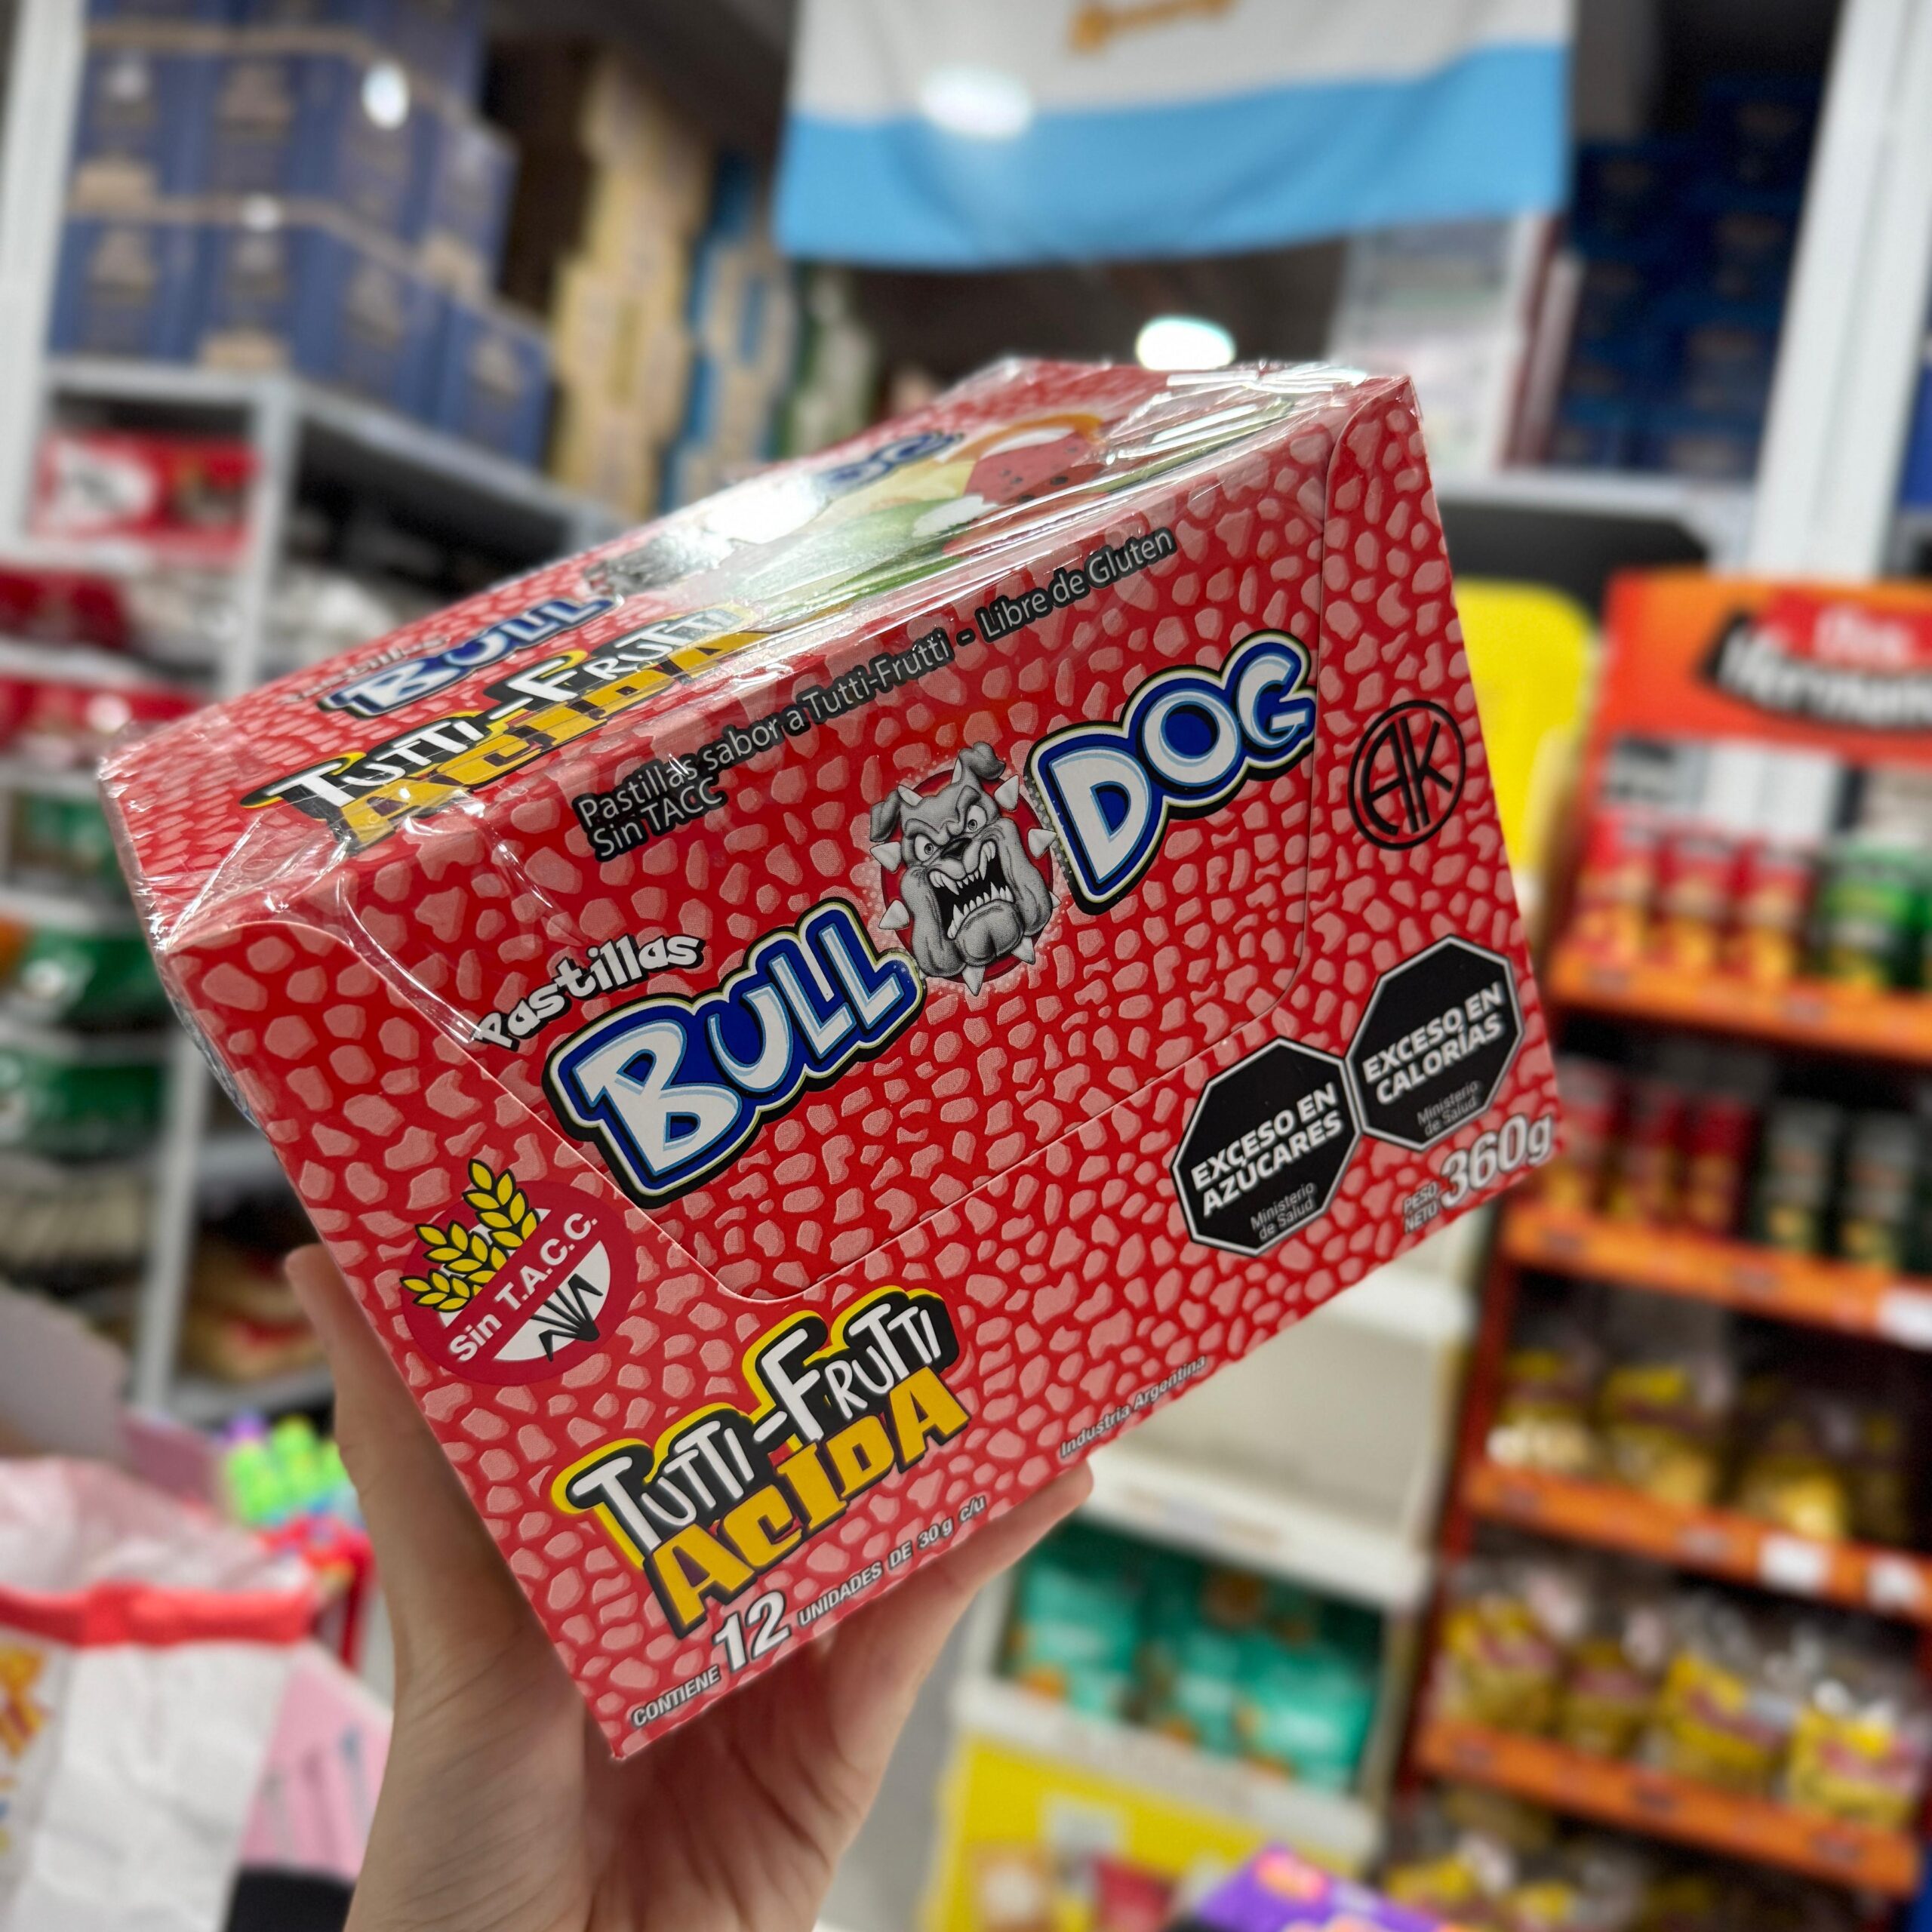 BULL
TUTTI-FRUTTI
ACIDA
Pastillas sabor a Tutti-Frutti - Libre de Gluten
Sin TACC
Pastillas
BULL DOG
AK
EXCESO EN
AZÚCARES
Ministerio
de Salud
EXCESO EN
CALORÍAS
Ministerio
de Salud
PESO
NETO 360g
Sin T.A.C.C.
TUTTI-FRUTTI
ACIDA
CONTIENE 12 UNIDADES DE 30 g c/u
Industria Argentina